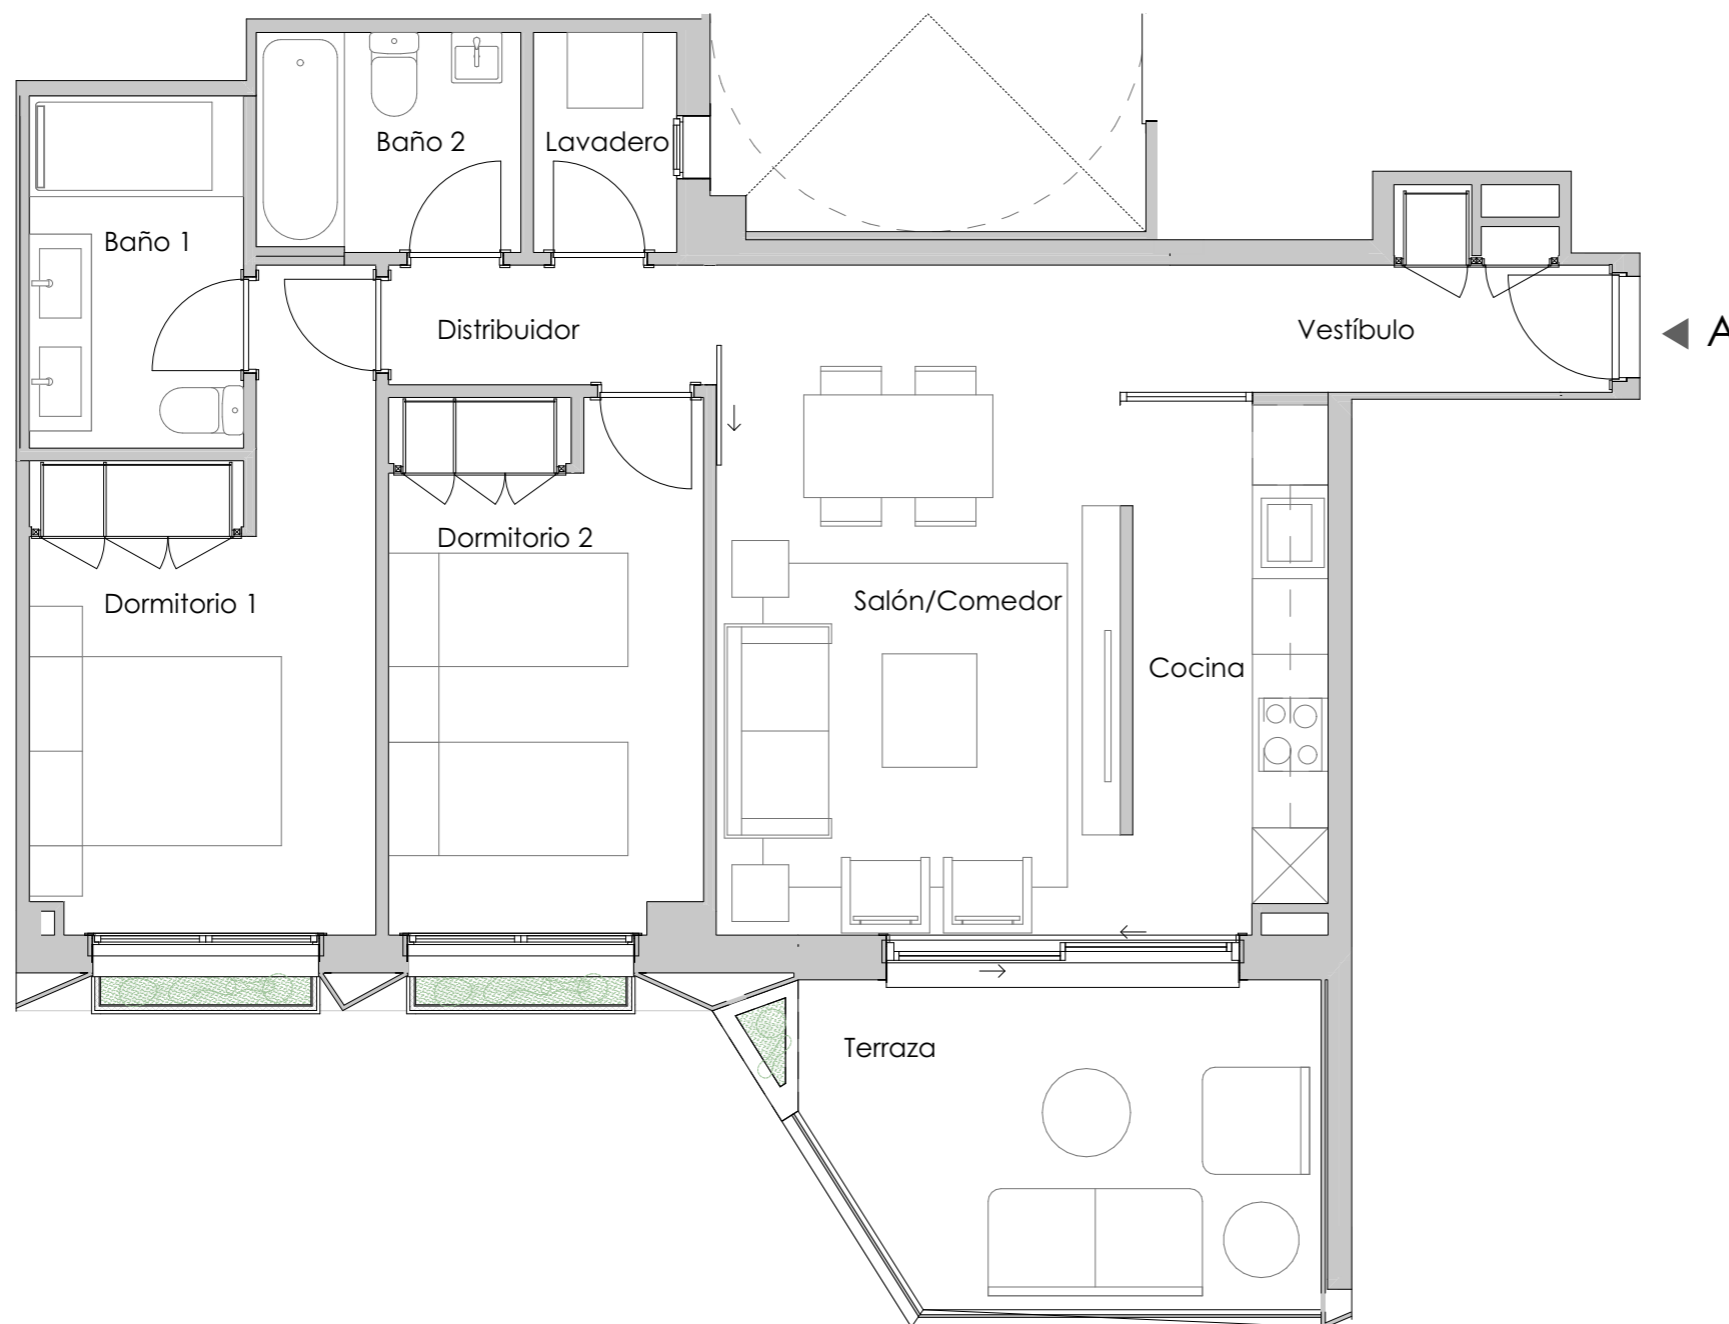 Baño 2
Lavadero
Baño 1
Distribuidor
Vestíbulo
A
Dormitorio 2
Dormitorio 1
Salón/Comedor
Cocina
Terraza